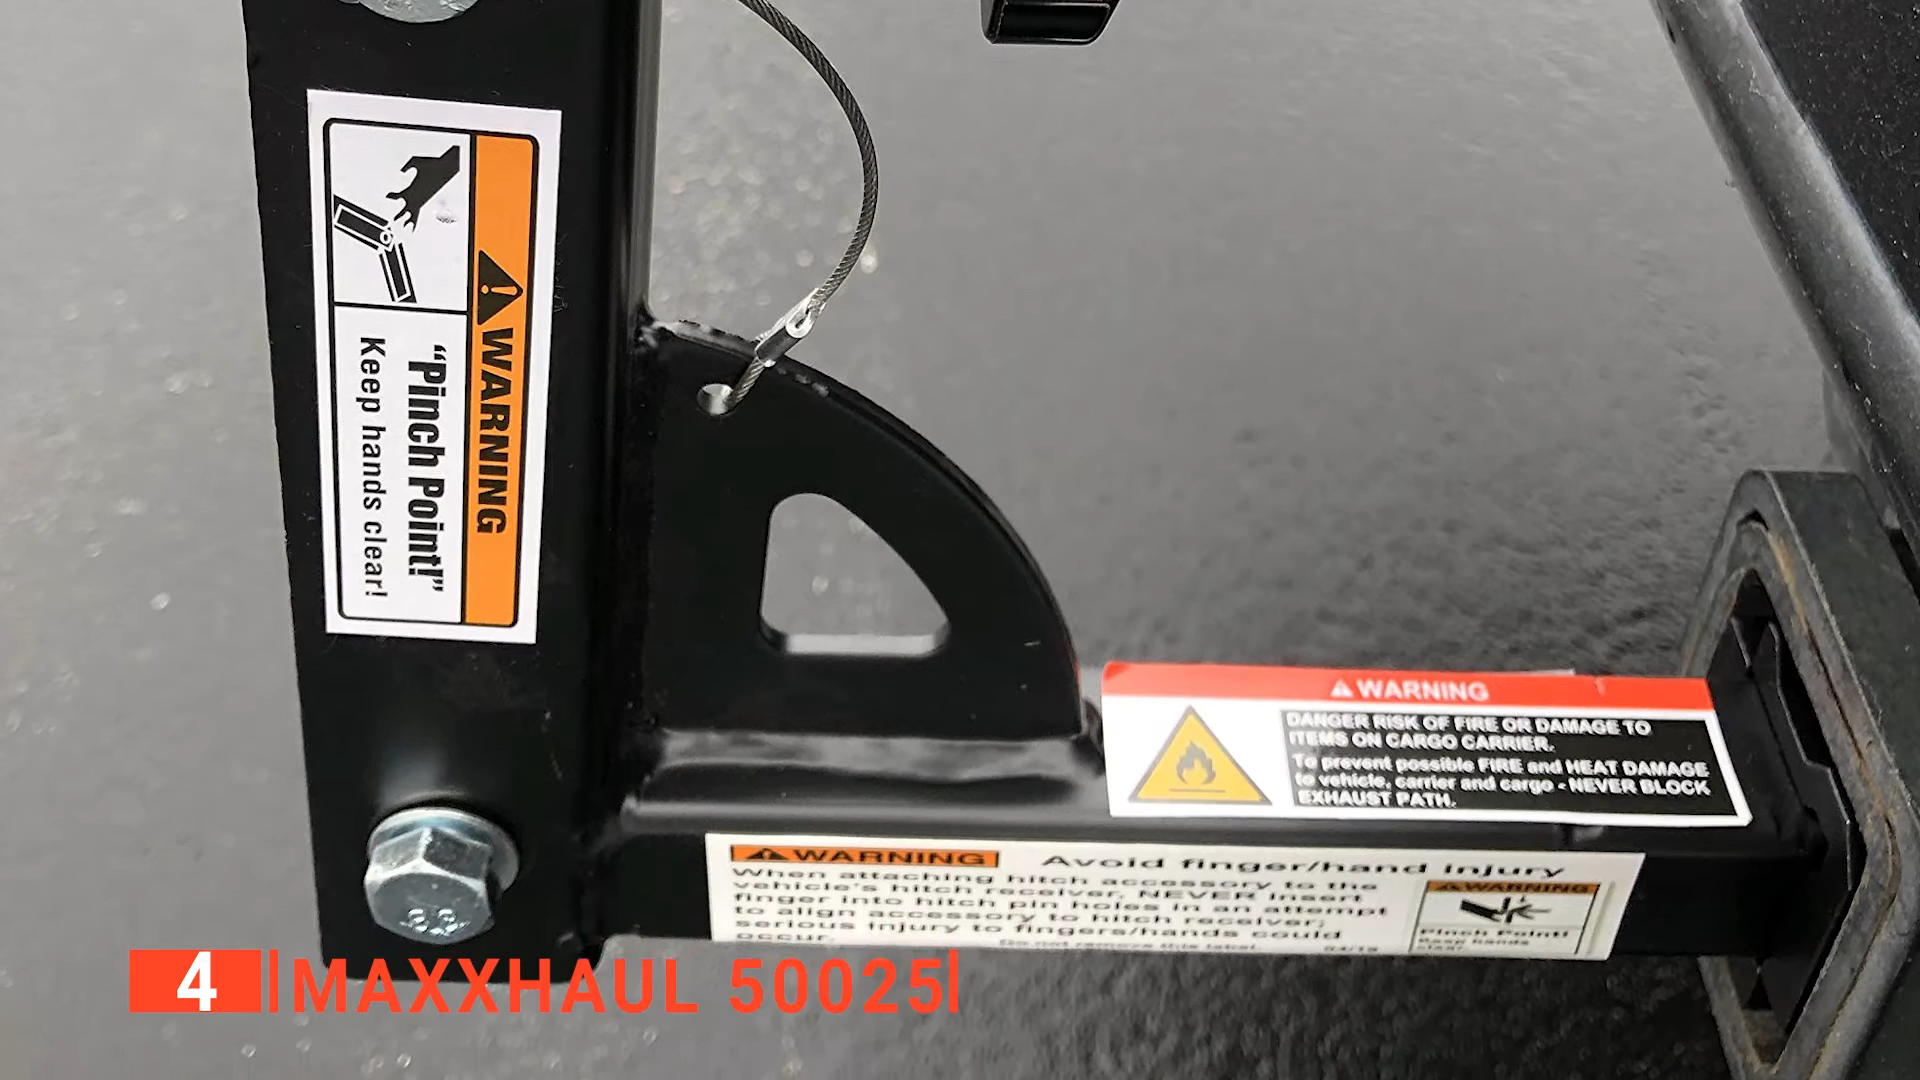 WARNING
“Pinch Point!”
Keep hands clear!
WARNING
DANGER RISK OF FIRE OR DAMAGE TO
ITEMS ON CARGO CARRIER.
To prevent possible FIRE and HEAT DAMAGE
to vehicle, carrier and cargo - NEVER BLOCK
EXHAUST PATH.
WARNING Avoid finger/hand injury
When attaching hitch accessory to the
vehicle's hitch receiver, NEVER insert
finger into hitch pin holes in an attempt
to align accessory to hitch receiver;
serious injury to fingers/hands could
occur.
Do not remove this label.
WARNING
Pinch Point!
Keep hands
clear.
4 MAXXHAUL 50025